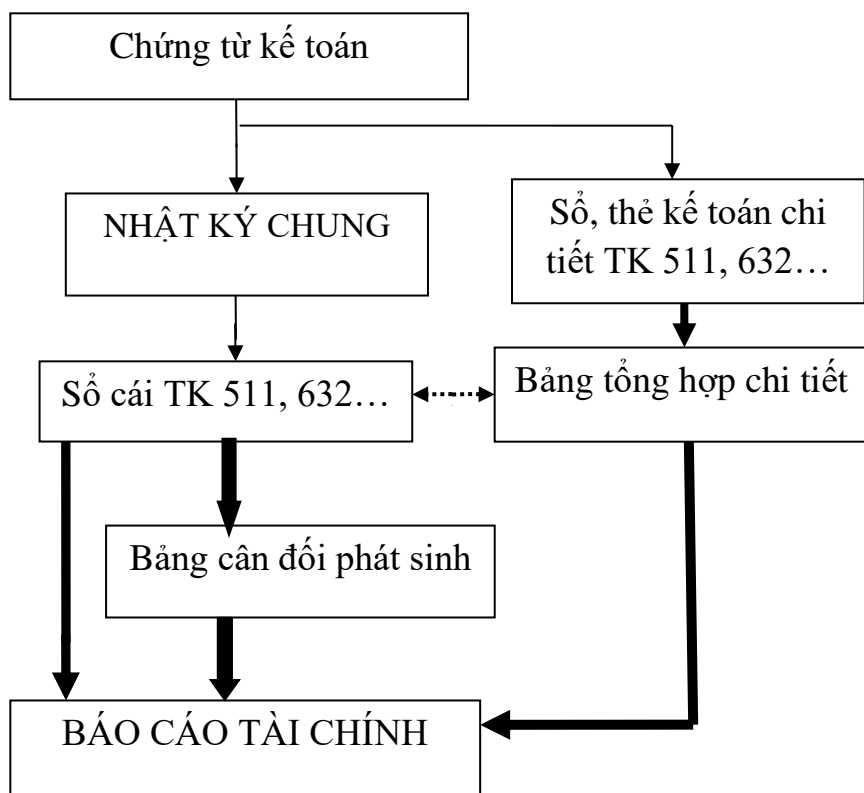 Chứng từ kế toán
NHẬT KÝ CHUNG
Sổ, thẻ kế toán chi
tiết TK 511, 632…
Sổ cái TK 511, 632…
Bảng tổng hợp chi tiết
Bảng cân đối phát sinh
BÁO CÁO TÀI CHÍNH